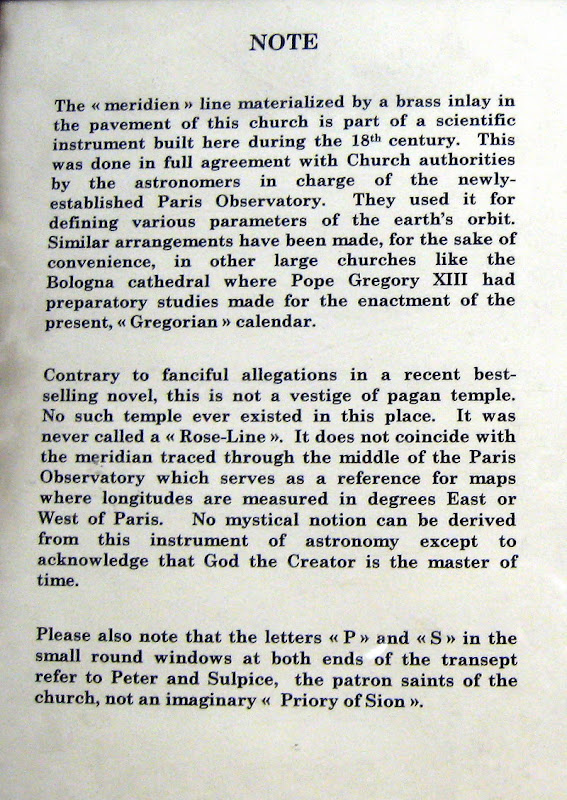 NOTE
The « meridien » line materialized by a brass inlay in
the pavement of this church is part of a scientific
instrument built here during the 18th century. This
was done in full agreement with Church authorities
by the astronomers in charge of the newly-
established Paris Observatory. They used it for
defining various parameters of the earth's orbit.
Similar arrangements have been made, for the sake of
convenience, in other large churches like the
Bologna cathedral where Pope Gregory XIII had
preparatory studies made for the enactment of the
present, « Gregorian » calendar.
Contrary to fanciful allegations in a recent best-
selling novel, this is not a vestige of pagan temple.
No such temple ever existed in this place. It was
never called a « Rose-Line ». It does not coincide with
the meridian traced through the middle of the Paris
Observatory which serves as a reference for maps
where longitudes are measured in degrees East or
West of Paris. No mystical notion can be derived
from this instrument of astronomy except to
acknowledge that God the Creator is the master of
time.
Please also note that the letters « P » and « S » in the
small round windows at both ends of the transept
refer to Peter and Sulpice, the patron saints of the
church, not an imaginary « Priory of Sion ».